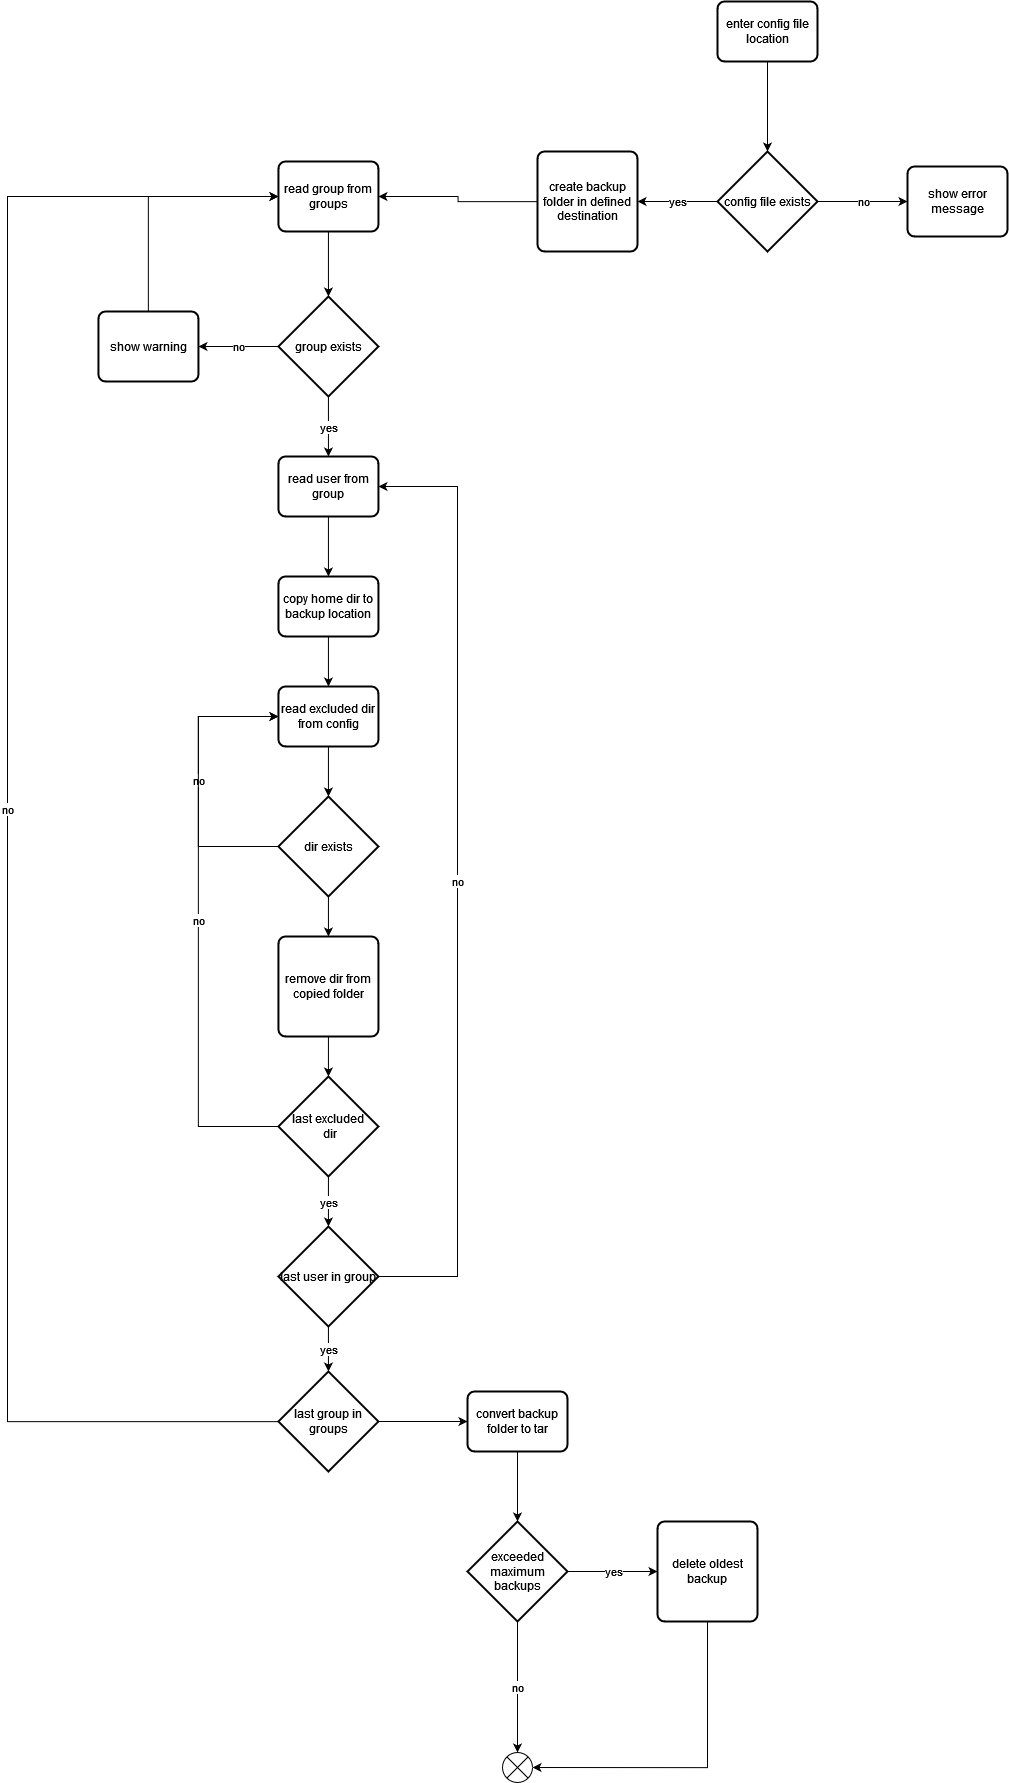 enter config file
location
config file exists
no
show error
message
yes
create backup
folder in defined
destination
read group from
groups
group exists
no
show warning
yes
read user from
group
copy home dir to
backup location
read excluded dir
from config
no
dir exists
no
remove dir from
copied folder
last excluded
dir
no
yes
last user in group
no
yes
last group in
groups
no
convert backup
folder to tar
exceeded
maximum
backups
yes
delete oldest
backup
no